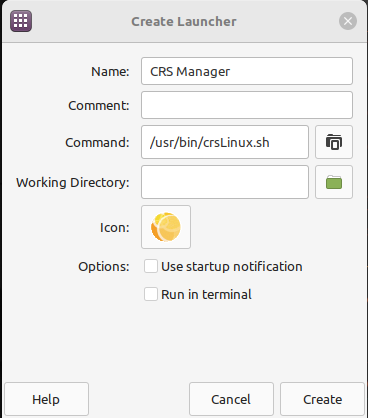 Create Launcher
Name: CRS Manager
Comment:
Command: /usr/bin/crsLinux.sh
Working Directory:
Icon:
Options: Use startup notification
Run in terminal
Help Cancel Create